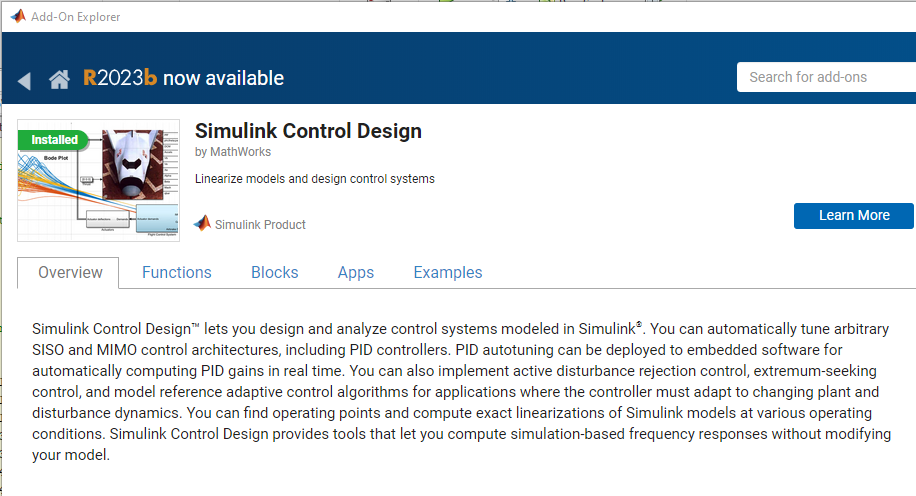 Add-On Explorer
R2023b now available
Search for add-ons
Installed
Bode Plot
Simulink Control Design
by MathWorks
Linearize models and design control systems
Simulink Product
Learn More
Overview
Functions
Blocks
Apps
Examples
Simulink Control Design™ lets you design and analyze control systems modeled in Simulink®. You can automatically tune arbitrary
SISO and MIMO control architectures, including PID controllers. PID autotuning can be deployed to embedded software for
automatically computing PID gains in real time. You can also implement active disturbance rejection control, extremum-seeking
control, and model reference adaptive control algorithms for applications where the controller must adapt to changing plant and
disturbance dynamics. You can find operating points and compute exact linearizations of Simulink models at various operating
conditions. Simulink Control Design provides tools that let you compute simulation-based frequency responses without modifying
your model.